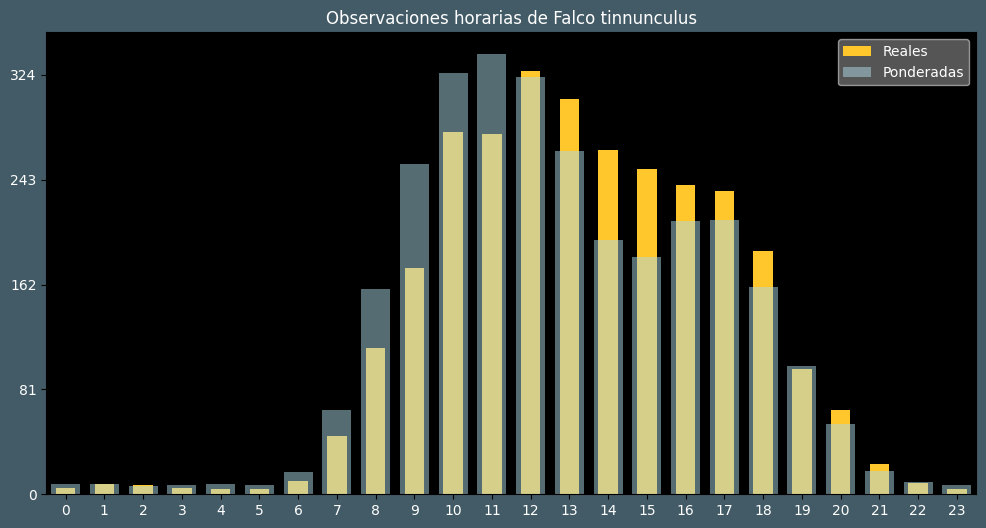 Observaciones horarias de Falco tinnunculus
Reales
Ponderadas
324
243
162
81
0
0 1 2 3 4 5 6 7 8 9 10 11 12 13 14 15 16 17 18 19 20 21 22 23